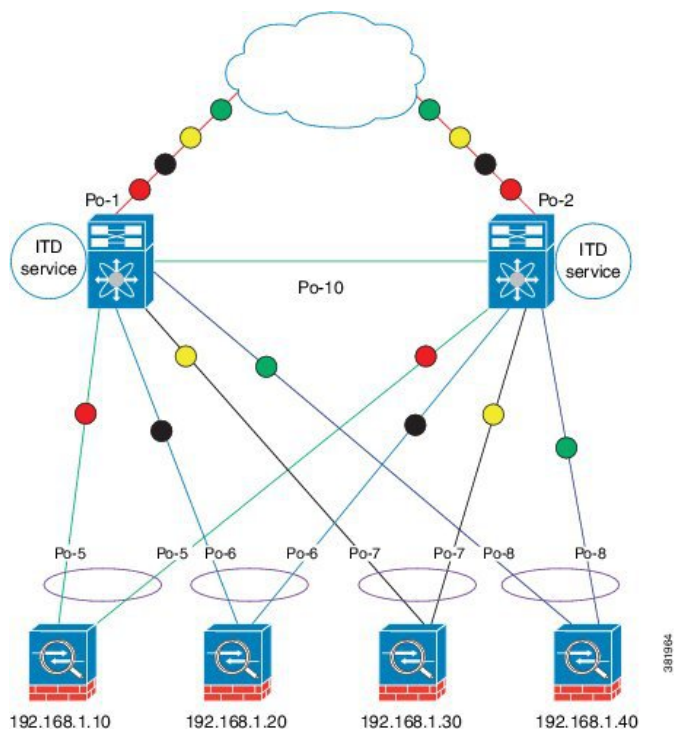 Po-1
Po-2
ITD
service
ITD
service
Po-10
Po-5
Po-5
Po-6
Po-6
Po-7
Po-7
Po-8
Po-8
192.168.1.10
192.168.1.20
192.168.1.30
192.168.1.40
381964